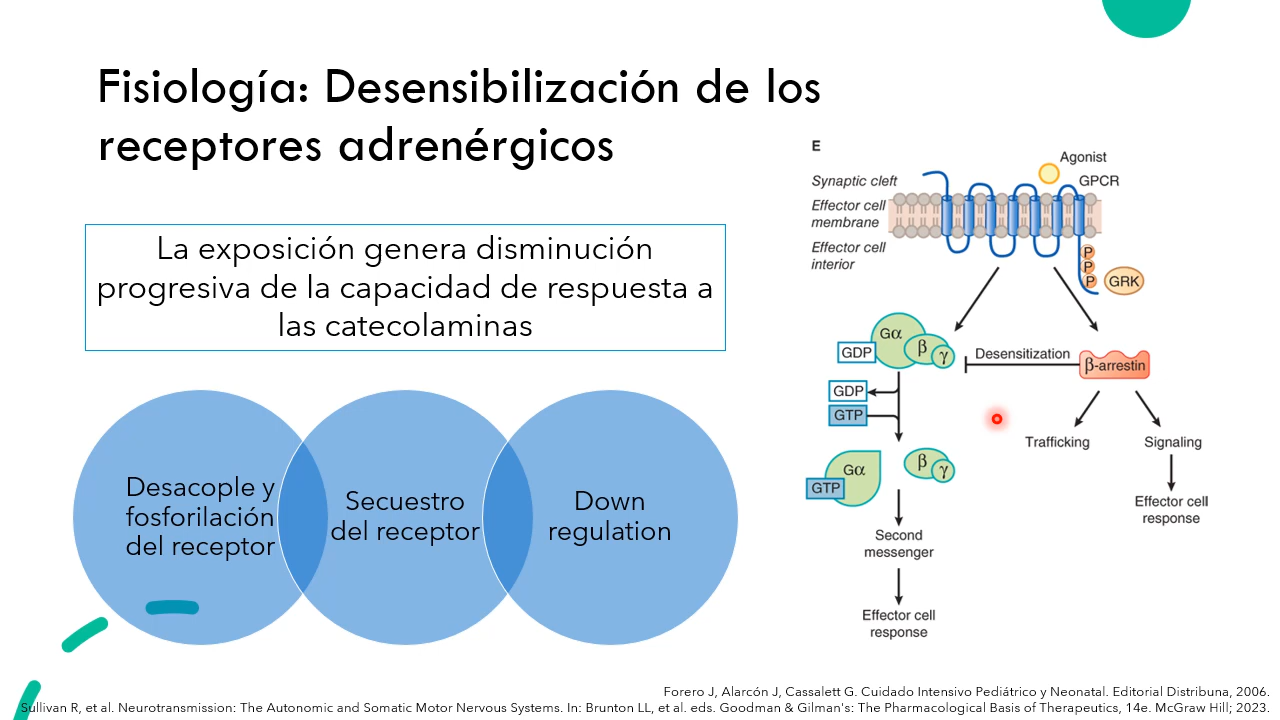 Fisiología: Desensibilización de los
receptores adrenérgicos
La exposición genera disminución
progresiva de la capacidad de respuesta a
las catecolaminas
Desacople y
fosforilación
del receptor
Secuestro
del receptor
Down
regulation
E
Agonist
Synaptic cleft
GPCR
Effector cell
membrane
Effector cell
interior
P
P
P
GRK
Gα
β
γ
GDP
Desensitization
β-arrestin
GDP
GTP
Trafficking
Signaling
Gα
β
γ
GTP
Effector cell
response
Second
messenger
Effector cell
response
Forero J, Alarcón J, Cassalett G. Cuidado Intensivo Pediátrico y Neonatal. Editorial Distribuna, 2006.
Sullivan R, et al. Neurotransmission: The Autonomic and Somatic Motor Nervous Systems. In: Brunton LL, et al. eds. Goodman & Gilman's: The Pharmacological Basis of Therapeutics, 14e. McGraw Hill; 2023.